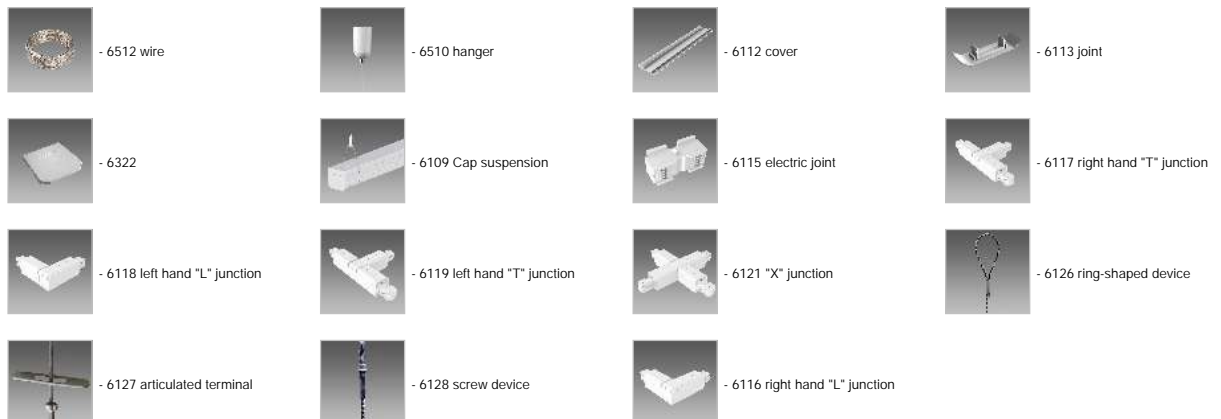 - 6512 wire
- 6510 hanger
- 6112 cover
- 6113 joint
- 6322
- 6109 Cap suspension
- 6115 electric joint
- 6117 right hand "T" junction
- 6118 left hand "L" junction
- 6119 left hand "T" junction
- 6121 "X" junction
- 6126 ring-shaped device
- 6127 articulated terminal
- 6128 screw device
- 6116 right hand "L" junction